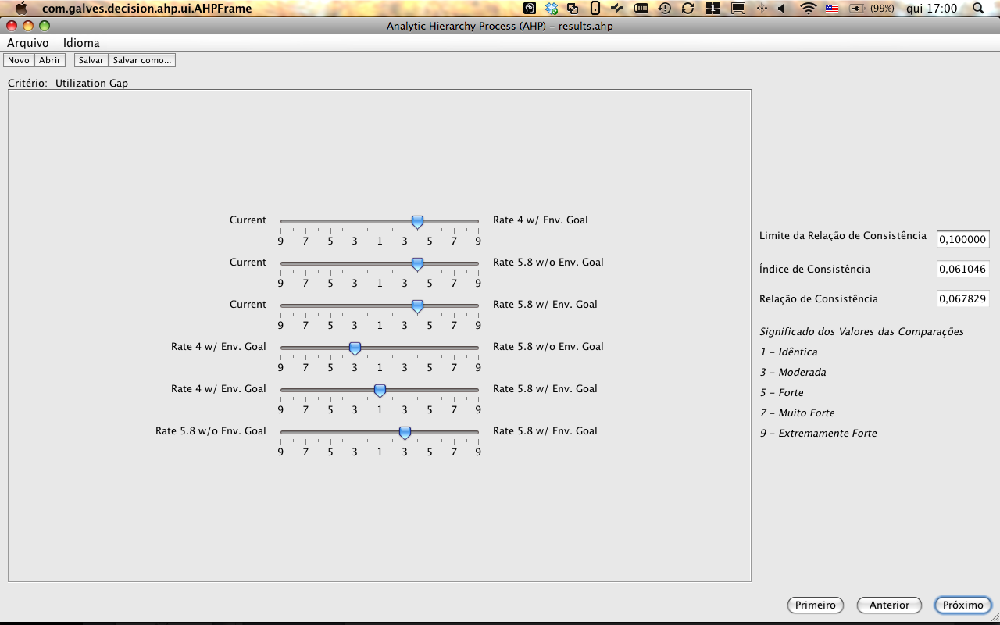 com.galves.decision.ahp.ui.AHPFrame 1 (99%) qui 17:00
Analytic Hierarchy Process (AHP) – results.ahp
Arquivo Idioma
Novo Abrir Salvar Salvar como...
Critério: Utilization Gap
Current Rate 4 w/ Env. Goal
9 7 5 3 1 3 5 7 9
Current Rate 5.8 w/o Env. Goal
9 7 5 3 1 3 5 7 9
Current Rate 5.8 w/ Env. Goal
9 7 5 3 1 3 5 7 9
Rate 4 w/ Env. Goal Rate 5.8 w/o Env. Goal
9 7 5 3 1 3 5 7 9
Rate 4 w/ Env. Goal Rate 5.8 w/ Env. Goal
9 7 5 3 1 3 5 7 9
Rate 5.8 w/o Env. Goal Rate 5.8 w/ Env. Goal
9 7 5 3 1 3 5 7 9
Limite da Relação de Consistência 0,100000
Índice de Consistência 0,061046
Relação de Consistência 0,067829
Significado dos Valores das Comparações
1 – Idêntica
3 – Moderada
5 – Forte
7 – Muito Forte
9 – Extremamente Forte
Primeiro Anterior Próximo